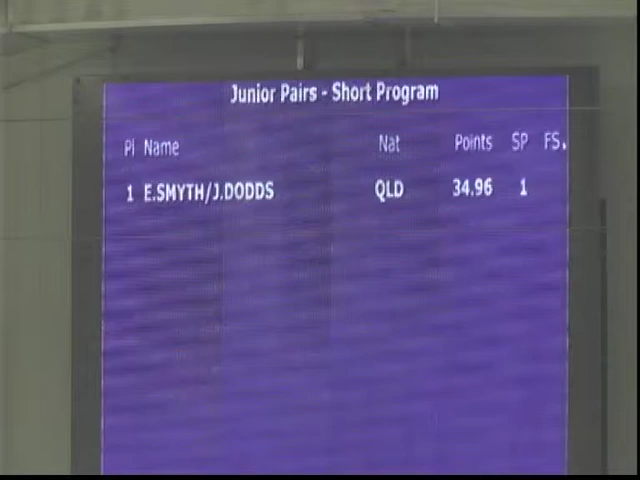 Junior Pairs - Short Program
Pl Name Nat Points SP FS.
1 E.SMYTH/J.DODDS QLD 34.96 1